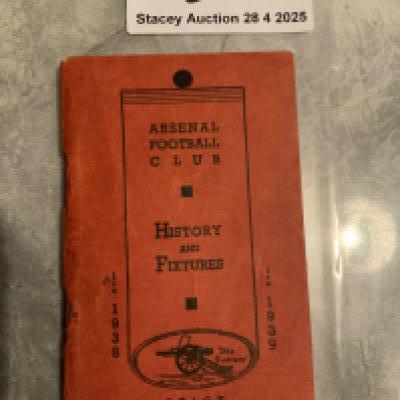 Stacey Auction 28 4 2025
ARSENAL
FOOTBALL
CLUB
HISTORY
AND
FIXTURES
1938
1939
"The
Gunners"